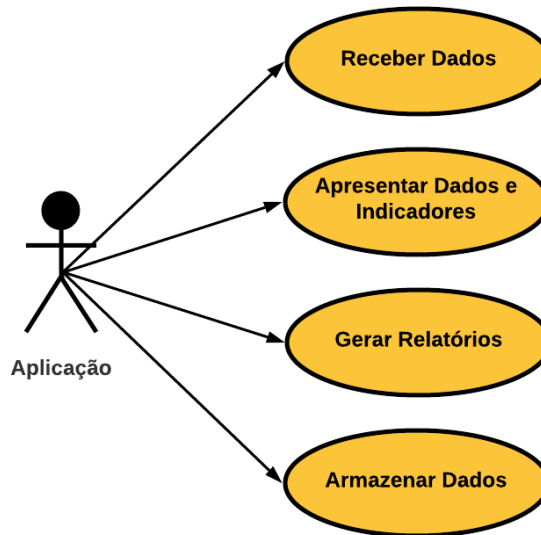 Receber Dados
Apresentar Dados e
Indicadores
Gerar Relatórios
Aplicação
Armazenar Dados